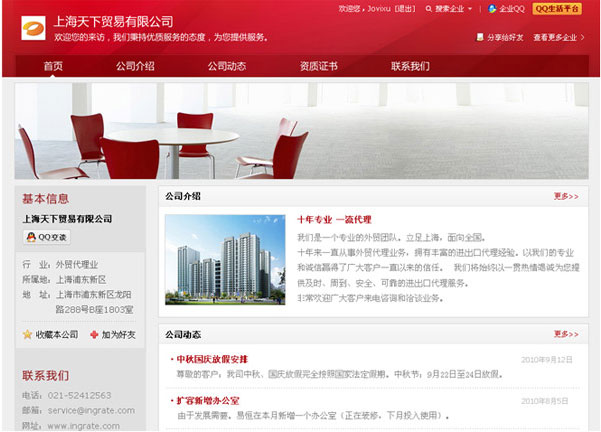 欢迎您，Jovixu [退出] 搜索企业 企业QQ QQ生活平台
上海天下贸易有限公司
欢迎您的来访，我们秉持优质服务的态度，为您提供服务。
分享给好友 查看更多企业
首页 公司介绍 公司动态 资质证书 联系我们
基本信息
上海天下贸易有限公司
QQ交谈
行 业：外贸代理业
所属地：上海浦东新区
地 址：上海市浦东新区龙阳
路288号B座1803室
收藏本公司 加为好友
联系我们
电话：021-52412563
邮箱：service@ingrate.com
网址：www.ingrate.com
公司介绍 更多>>
十年专业 一流代理
我们是一个专业的外贸团队。立足上海，面向全国。
十年来一直从事外贸代理业务，拥有丰富的进出口代理经验。以我们的专业
和诚信赢得了广大客户一直以来的信任。 我们将始终以一贯热情竭诚为您提
供及时、周到、安全、可靠的进出口代理服务。
非常欢迎广大客户来电咨询和洽谈业务。
公司动态 更多>>
中秋国庆放假安排 2010年9月12日
尊敬的客户：我司中秋、国庆放假完全按照国家法定假期。中秋节：9月22日至24日放假。
扩容新增办公室 2010年8月5日
由于发展需要，易恒在本月新增一个办公室（正在装修，下月投入使用）。